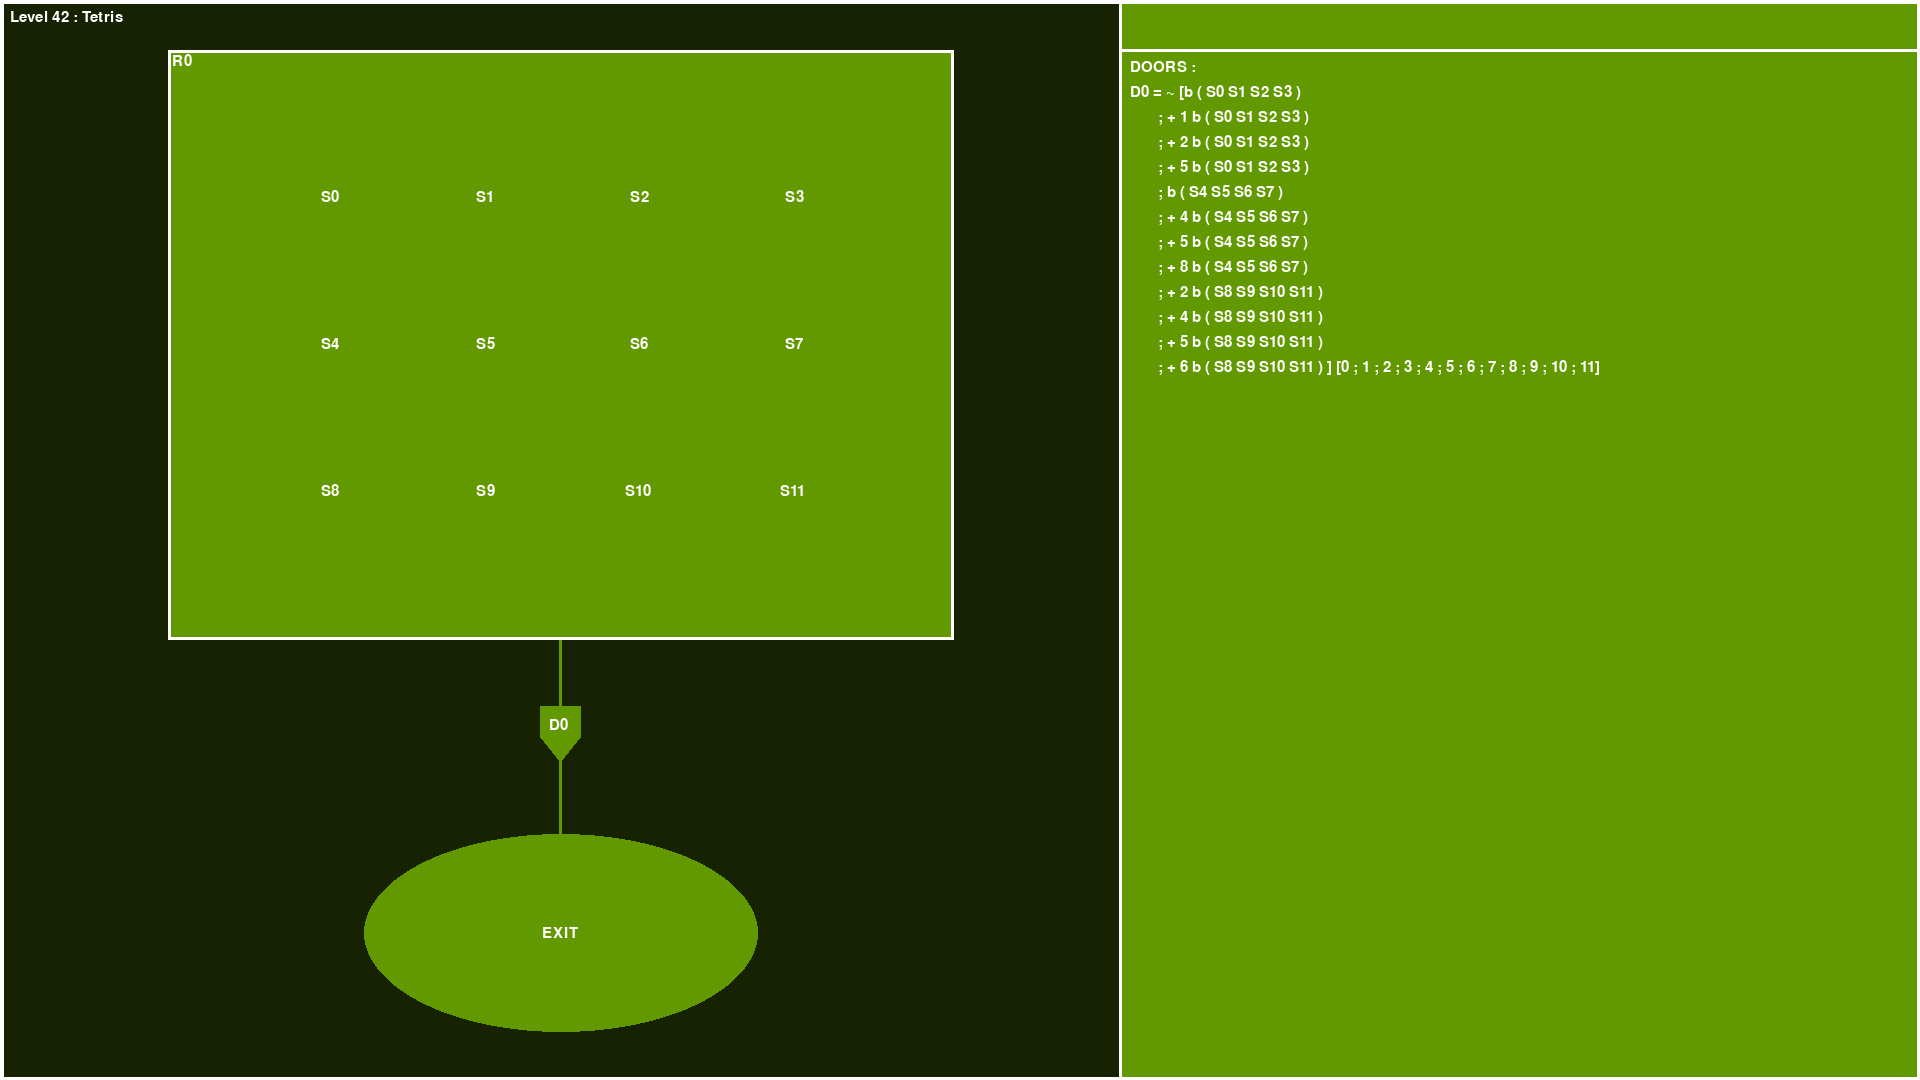 Level 42 : Tetris
R0
S0 S1 S2 S3
S4 S5 S6 S7
S8 S9 S10 S11
D0
EXIT
DOORS :
D0 = ~ [b ( S0 S1 S2 S3 )
; + 1 b ( S0 S1 S2 S3 )
; + 2 b ( S0 S1 S2 S3 )
; + 5 b ( S0 S1 S2 S3 )
; b ( S4 S5 S6 S7 )
; + 4 b ( S4 S5 S6 S7 )
; + 5 b ( S4 S5 S6 S7 )
; + 8 b ( S4 S5 S6 S7 )
; + 2 b ( S8 S9 S10 S11 )
; + 4 b ( S8 S9 S10 S11 )
; + 5 b ( S8 S9 S10 S11 )
; + 6 b ( S8 S9 S10 S11 ) ] [0 ; 1 ; 2 ; 3 ; 4 ; 5 ; 6 ; 7 ; 8 ; 9 ; 10 ; 11]